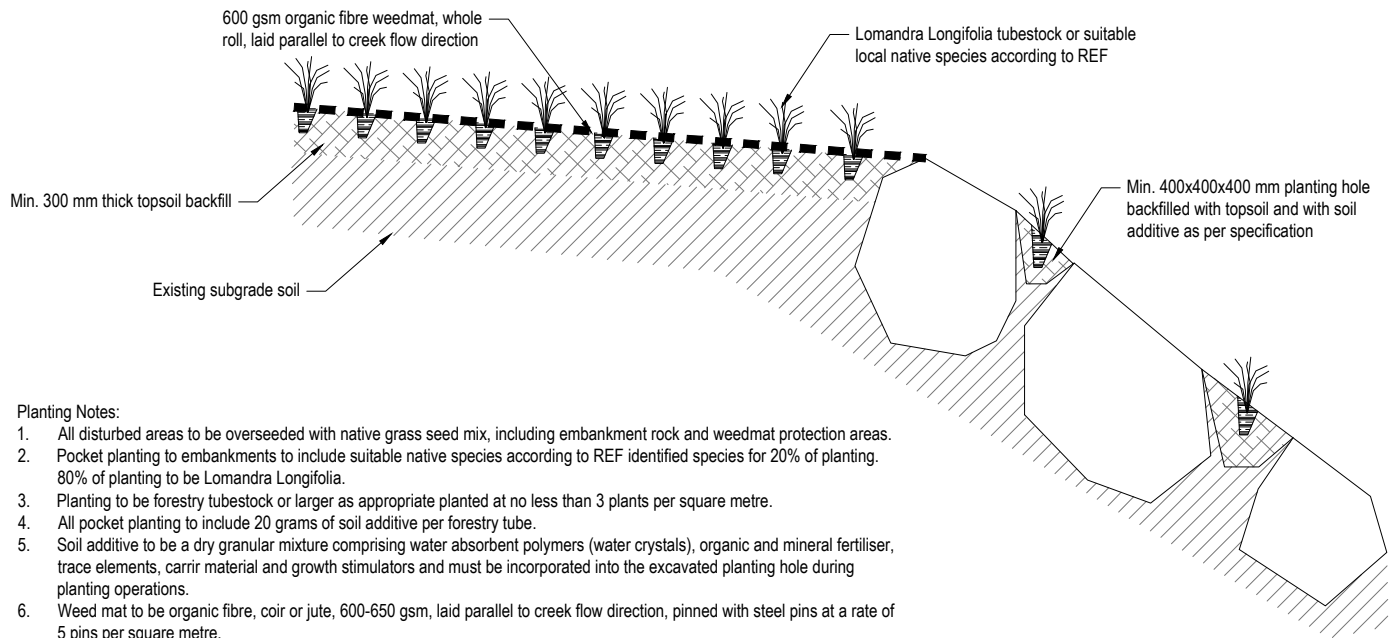 600 gsm organic fibre weedmat, whole
roll, laid parallel to creek flow direction
Lomandra Longifolia tubestock or suitable
local native species according to REF
Min. 300 mm thick topsoil backfill
Min. 400x400x400 mm planting hole
backfilled with topsoil and with soil
additive as per specification
Existing subgrade soil
Planting Notes:
1. All disturbed areas to be overseeded with native grass seed mix, including embankment rock and weedmat protection areas.
2. Pocket planting to embankments to include suitable native species according to REF identified species for 20% of planting.
80% of planting to be Lomandra Longifolia.
3. Planting to be forestry tubestock or larger as appropriate planted at no less than 3 plants per square metre.
4. All pocket planting to include 20 grams of soil additive per forestry tube.
5. Soil additive to be a dry granular mixture comprising water absorbent polymers (water crystals), organic and mineral fertiliser,
trace elements, carrir material and growth stimulators and must be incorporated into the excavated planting hole during
planting operations.
6. Weed mat to be organic fibre, coir or jute, 600-650 gsm, laid parallel to creek flow direction, pinned with steel pins at a rate of
5 pins per square metre.